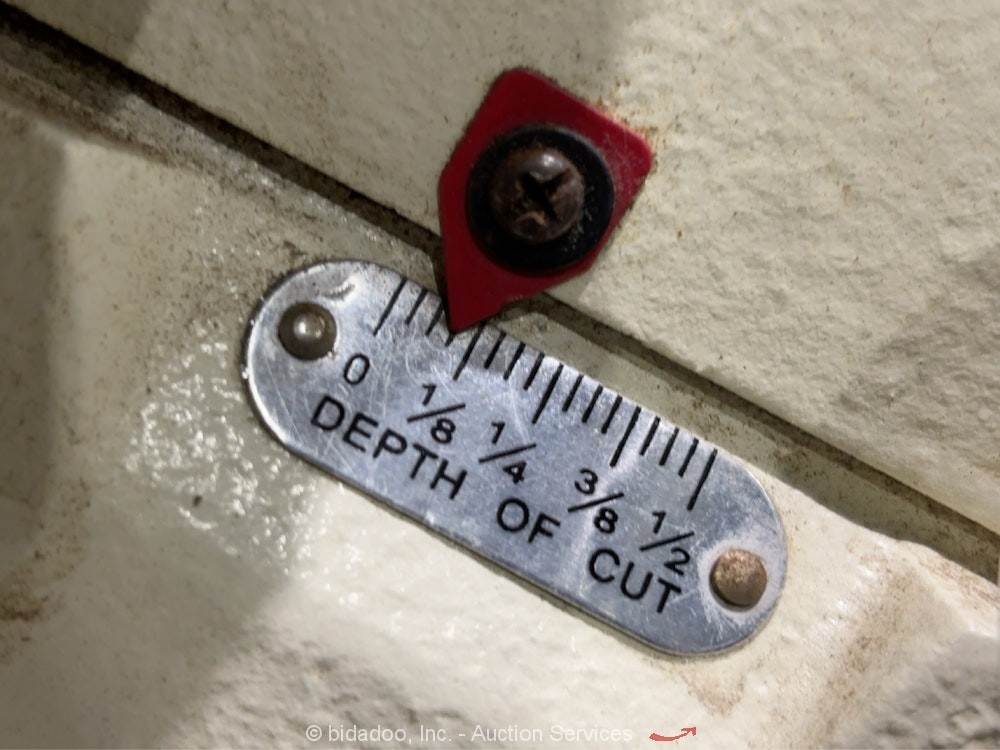 0 1/8 1/4 3/8 1/2
DEPTH OF CUT
© bidadoo, Inc. - Auction Services